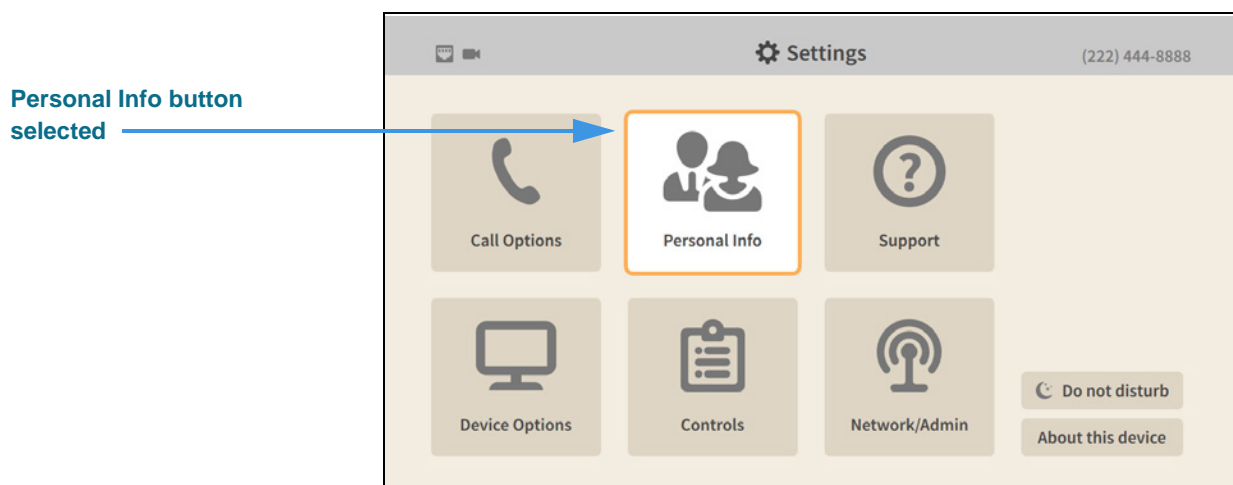 Settings
(222) 444-8888
Personal Info button
selected
Call Options
Personal Info
Support
Device Options
Controls
Network/Admin
Do not disturb
About this device